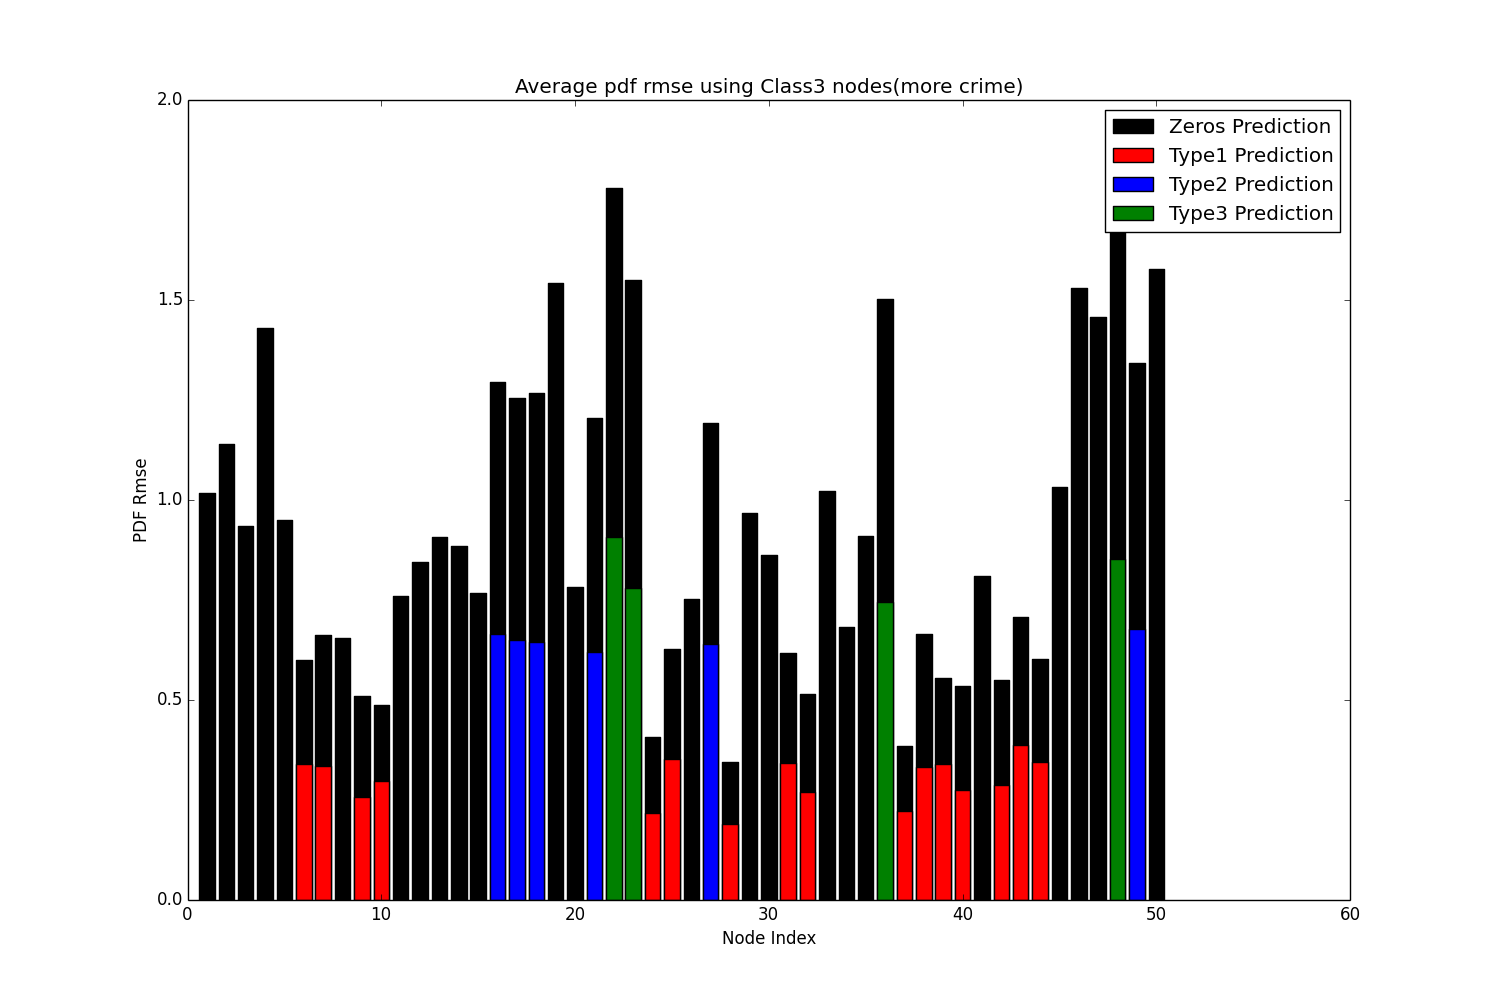 Average pdf rmse using Class3 nodes(more crime)
2.0
1.5
1.0
0.5
0.0
PDF Rmse
Zeros Prediction
Type1 Prediction
Type2 Prediction
Type3 Prediction
0 10 20 30 40 50 60
Node Index